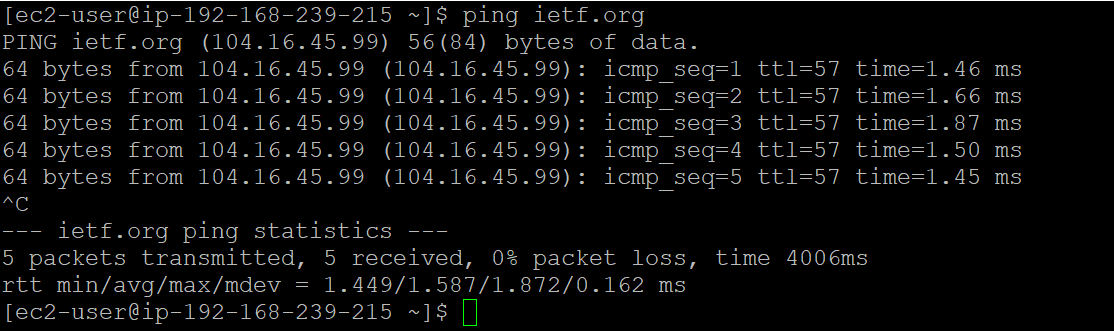 [ec2-user@ip-192-168-239-215 ~]$ ping ietf.org
PING ietf.org (104.16.45.99) 56(84) bytes of data.
64 bytes from 104.16.45.99 (104.16.45.99): icmp_seq=1 ttl=57 time=1.46 ms
64 bytes from 104.16.45.99 (104.16.45.99): icmp_seq=2 ttl=57 time=1.66 ms
64 bytes from 104.16.45.99 (104.16.45.99): icmp_seq=3 ttl=57 time=1.87 ms
64 bytes from 104.16.45.99 (104.16.45.99): icmp_seq=4 ttl=57 time=1.50 ms
64 bytes from 104.16.45.99 (104.16.45.99): icmp_seq=5 ttl=57 time=1.45 ms
^C
--- ietf.org ping statistics ---
5 packets transmitted, 5 received, 0% packet loss, time 4006ms
rtt min/avg/max/mdev = 1.449/1.587/1.872/0.162 ms
[ec2-user@ip-192-168-239-215 ~]$